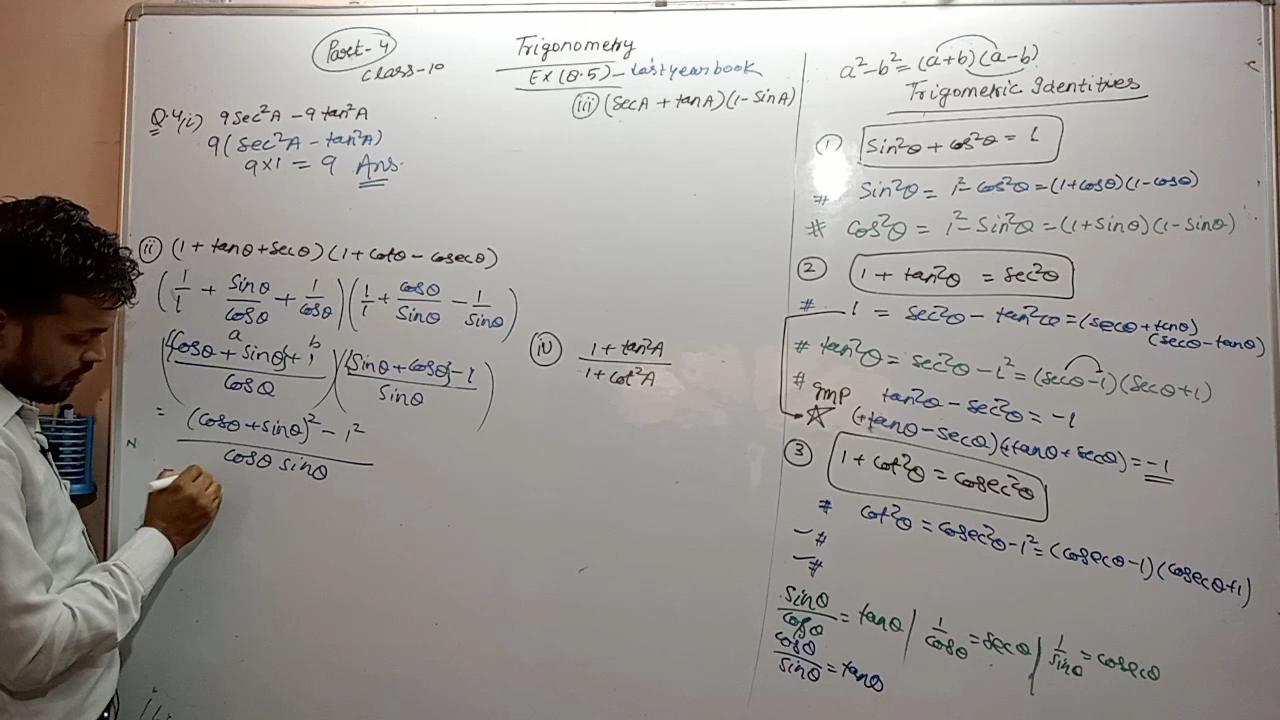 Part-4
Class-10
Trigonometry
Ex (8.5) - Last year book
Q.4(i) 9 sec²A - 9 tan²A
9(sec²A - tan²A)
9×1 = 9 Ans.
(ii) (1 + tanθ + secθ)(1 + cotθ - cosecθ)
(1/1 + sinθ/cosθ + 1/cosθ)(1/1 + cosθ/sinθ - 1/sinθ)
a b
((cosθ + sinθ) + 1/cosθ)((sinθ + cosθ) - 1/sinθ)
= (cosθ + sinθ)² - 1²/cosθ sinθ
(iii) (secA + tanA)(1 - sinA)
(iv) 1 + tan²A/1 + cot²A
a² - b² = (a+b)(a-b)
Trigometric Identities
(1) sin²θ + cos²θ = 1
# sin²θ = 1² - cos²θ = (1+cosθ)(1-cosθ)
# cos²θ = 1² - sin²θ = (1+sinθ)(1-sinθ)
(2) 1 + tan²θ = sec²θ
# 1 = sec²θ - tan²θ = (secθ + tanθ)
(secθ - tanθ)
# tan²θ = sec²θ - 1² = (secθ - 1)(secθ + 1)
# imp tan²θ - sec²θ = -1
☆ (+tanθ - secθ)(+tanθ + secθ) = -1
(3) 1 + cot²θ = cosec²θ
# cot²θ = cosec²θ - 1² = (cosecθ - 1)(cosecθ + 1)
- #
- #
sinθ/cosθ = tanθ / 1/cosθ = secθ / 1/sinθ = cosecθ
cosθ/sinθ = tanθ